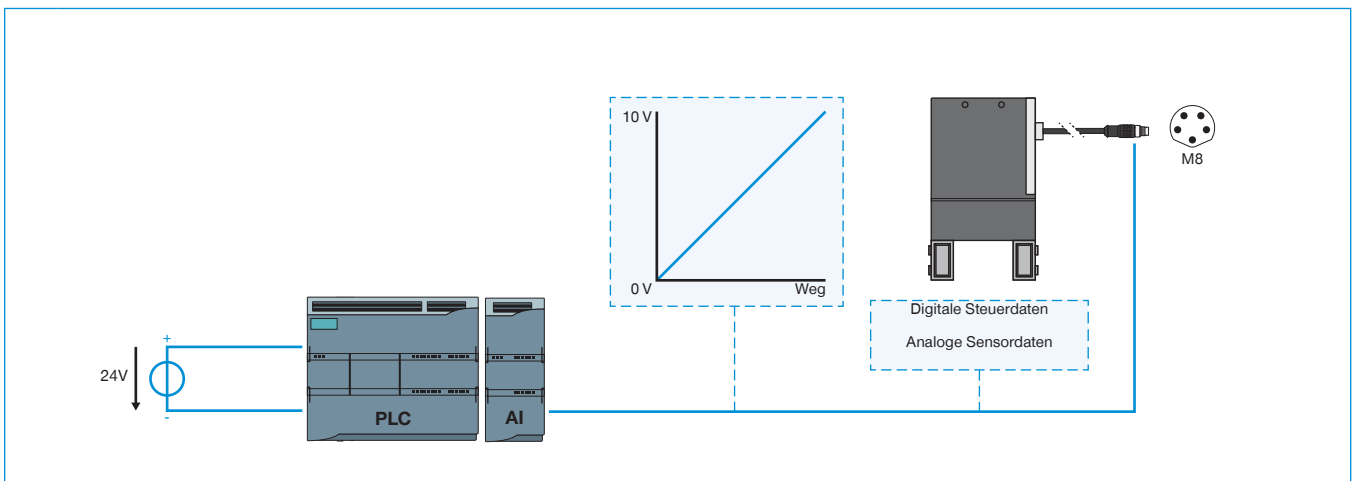 10 V
0 V
Weg
M8
Digitale Steuerdaten
Analoge Sensordaten
24V
+
-
PLC
AI